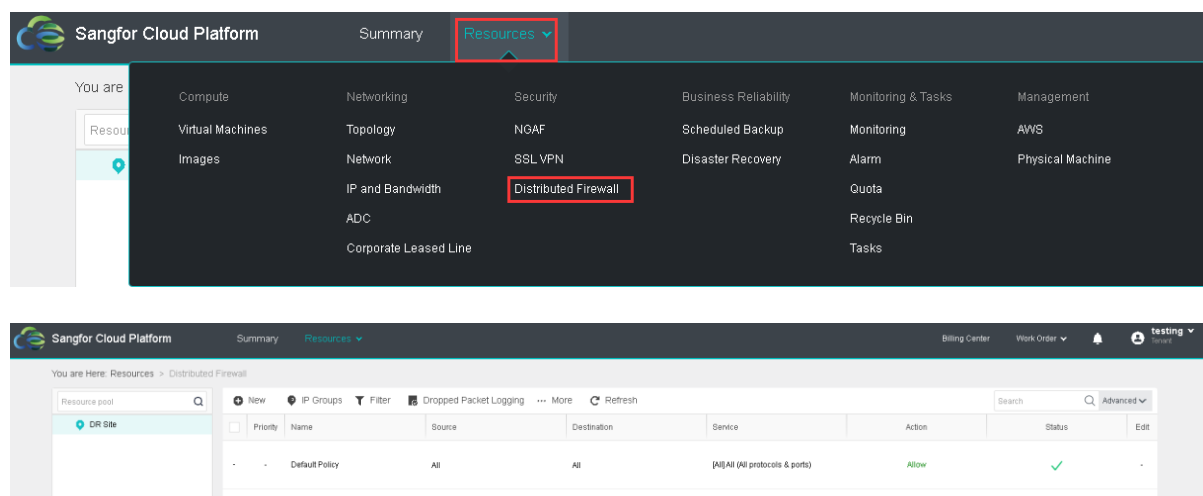 Sangfor Cloud Platform Summary Resources
You are
Compute Networking Security Business Reliability Monitoring & Tasks Management
Resou Virtual Machines Topology NGAF Scheduled Backup Monitoring AWS
Images Network SSL VPN Disaster Recovery Alarm Physical Machine
IP and Bandwidth Distributed Firewall Quota
ADC Recycle Bin
Corporate Leased Line Tasks
Sangfor Cloud Platform Summary Resources Billing Center Work Order testing
Tenant
You are Here: Resources > Distributed Firewall
Resource pool New IP Groups Filter Dropped Packet Logging ··· More Refresh Search Advanced
DR Site Priority Name Source Destination Service Action Status Edit
- - Default Policy All All [All]All (All protocols & ports) Allow -